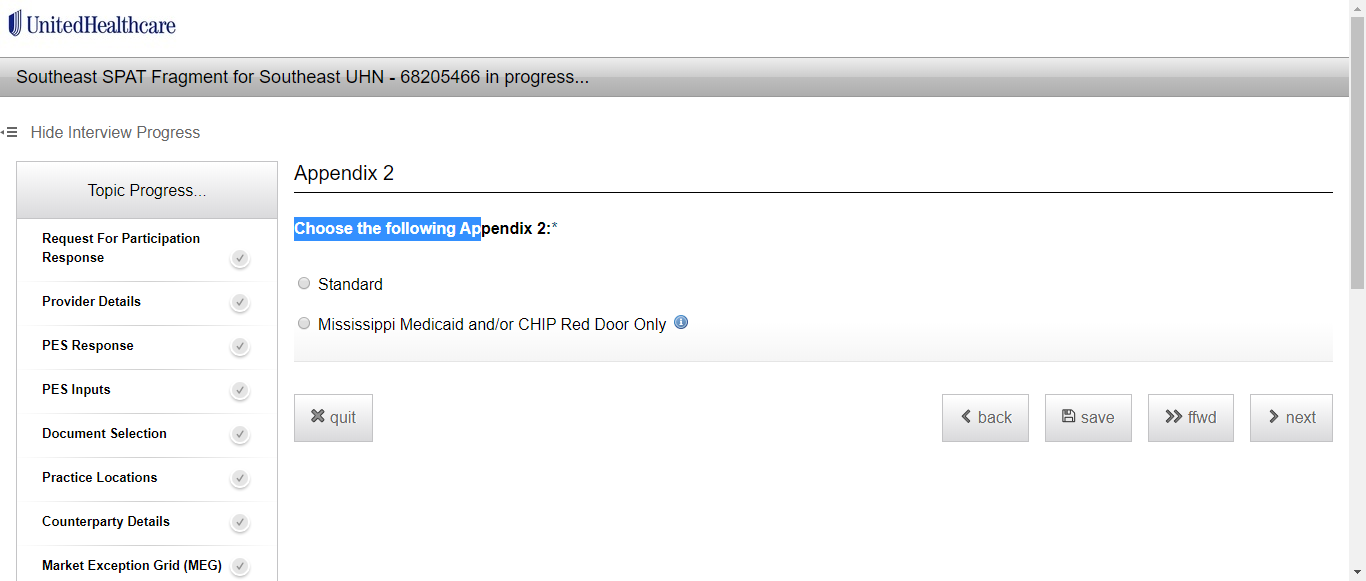 UnitedHealthcare
Southeast SPAT Fragment for Southeast UHN - 68205466 in progress...
Hide Interview Progress
Topic Progress...
Request For Participation
Response
Provider Details
PES Response
PES Inputs
Document Selection
Practice Locations
Counterparty Details
Market Exception Grid (MEG)
Appendix 2
Choose the following Appendix 2:*
Standard
Mississippi Medicaid and/or CHIP Red Door Only
quit
back
save
ffwd
next